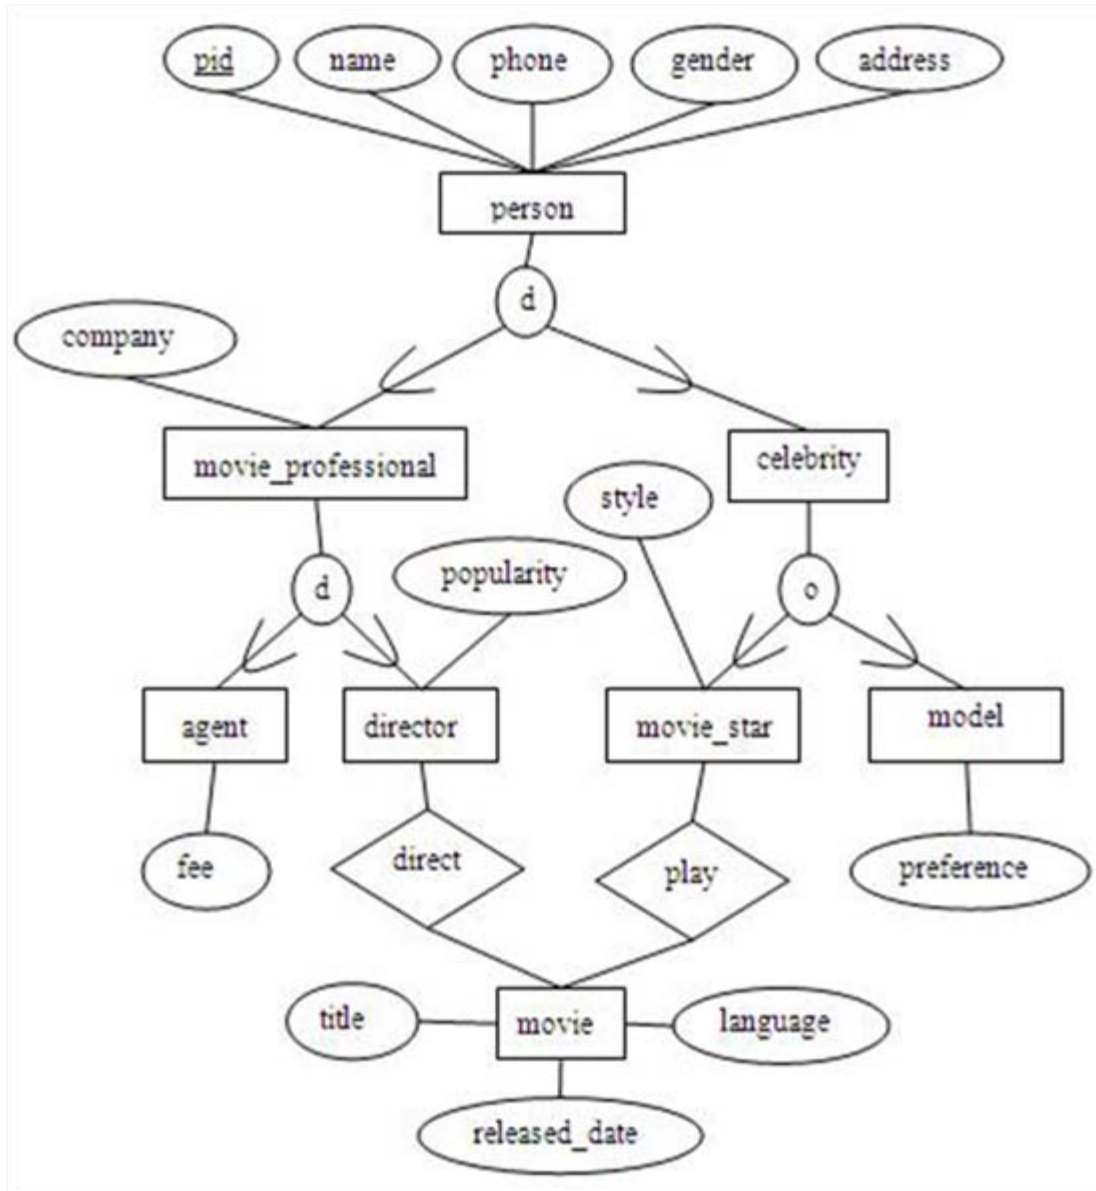 pid name phone gender address
person
d
company
movie_professional celebrity
style
popularity
d o
agent director movie_star model
direct play
fee preference
title movie language
released_date